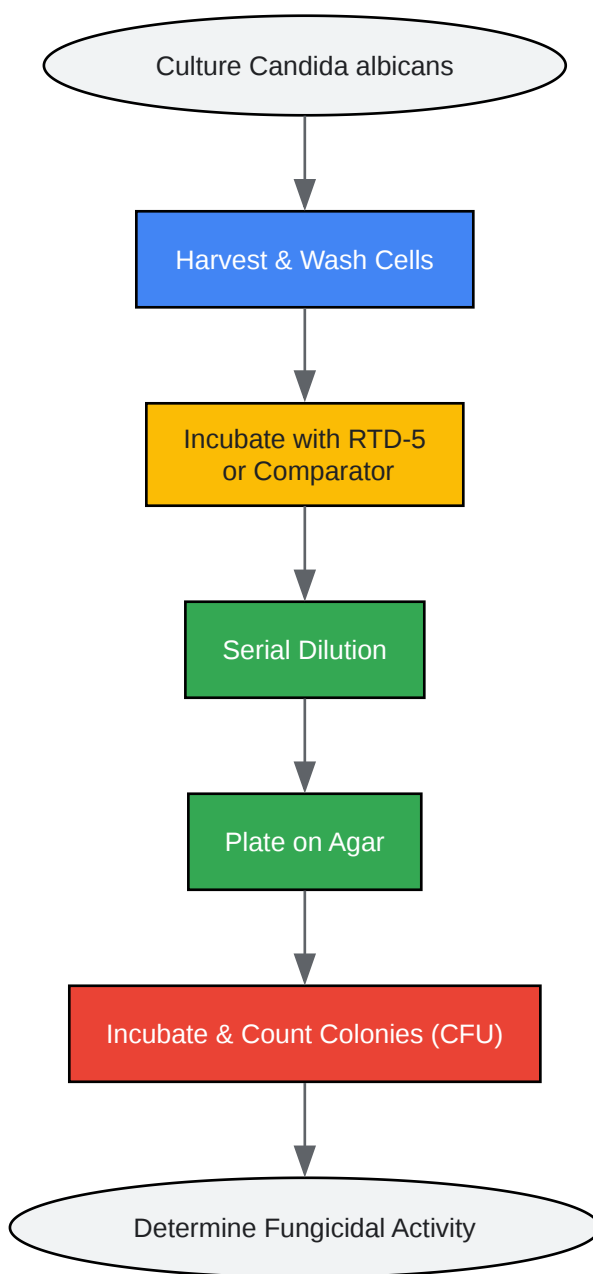 Culture Candida albicans
Harvest & Wash Cells
Incubate with RTD-5
or Comparator
Serial Dilution
Plate on Agar
Incubate & Count Colonies (CFU)
Determine Fungicidal Activity